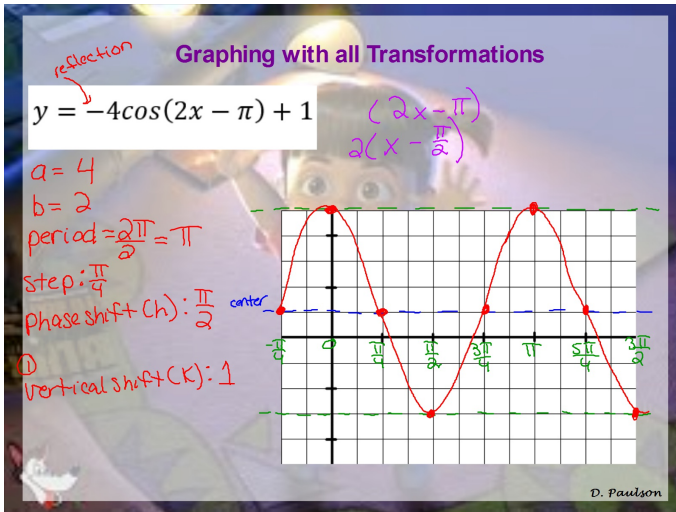 Graphing with all Transformations
reflection
y = −4cos(2x − π) + 1
(2x-π)
2(x - π/2)
a = 4
b = 2
period = 2π/2 = π
step: π/4
phase shift (h): π/2
①
vertical shift (K): 1
center
-π/4 0 π/4 π/2 3π/4 π 5π/4 3π/2
D. Paulson